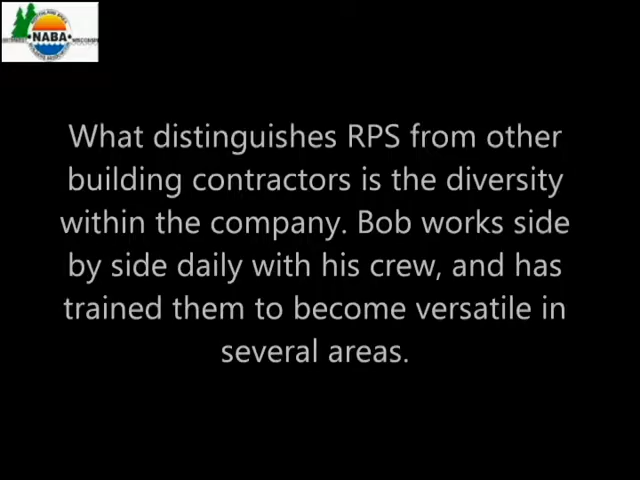 NABA
What distinguishes RPS from other
building contractors is the diversity
within the company. Bob works side
by side daily with his crew, and has
trained them to become versatile in
several areas.